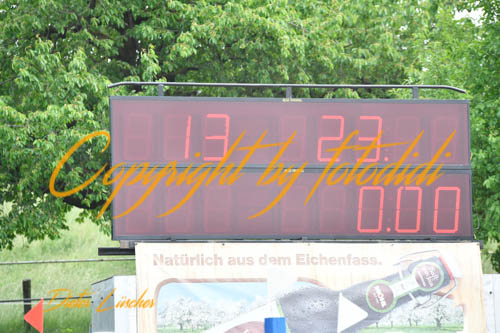 13 23.
Copyright by fotodidi
0.00
Natürlich aus dem Eichenfass.